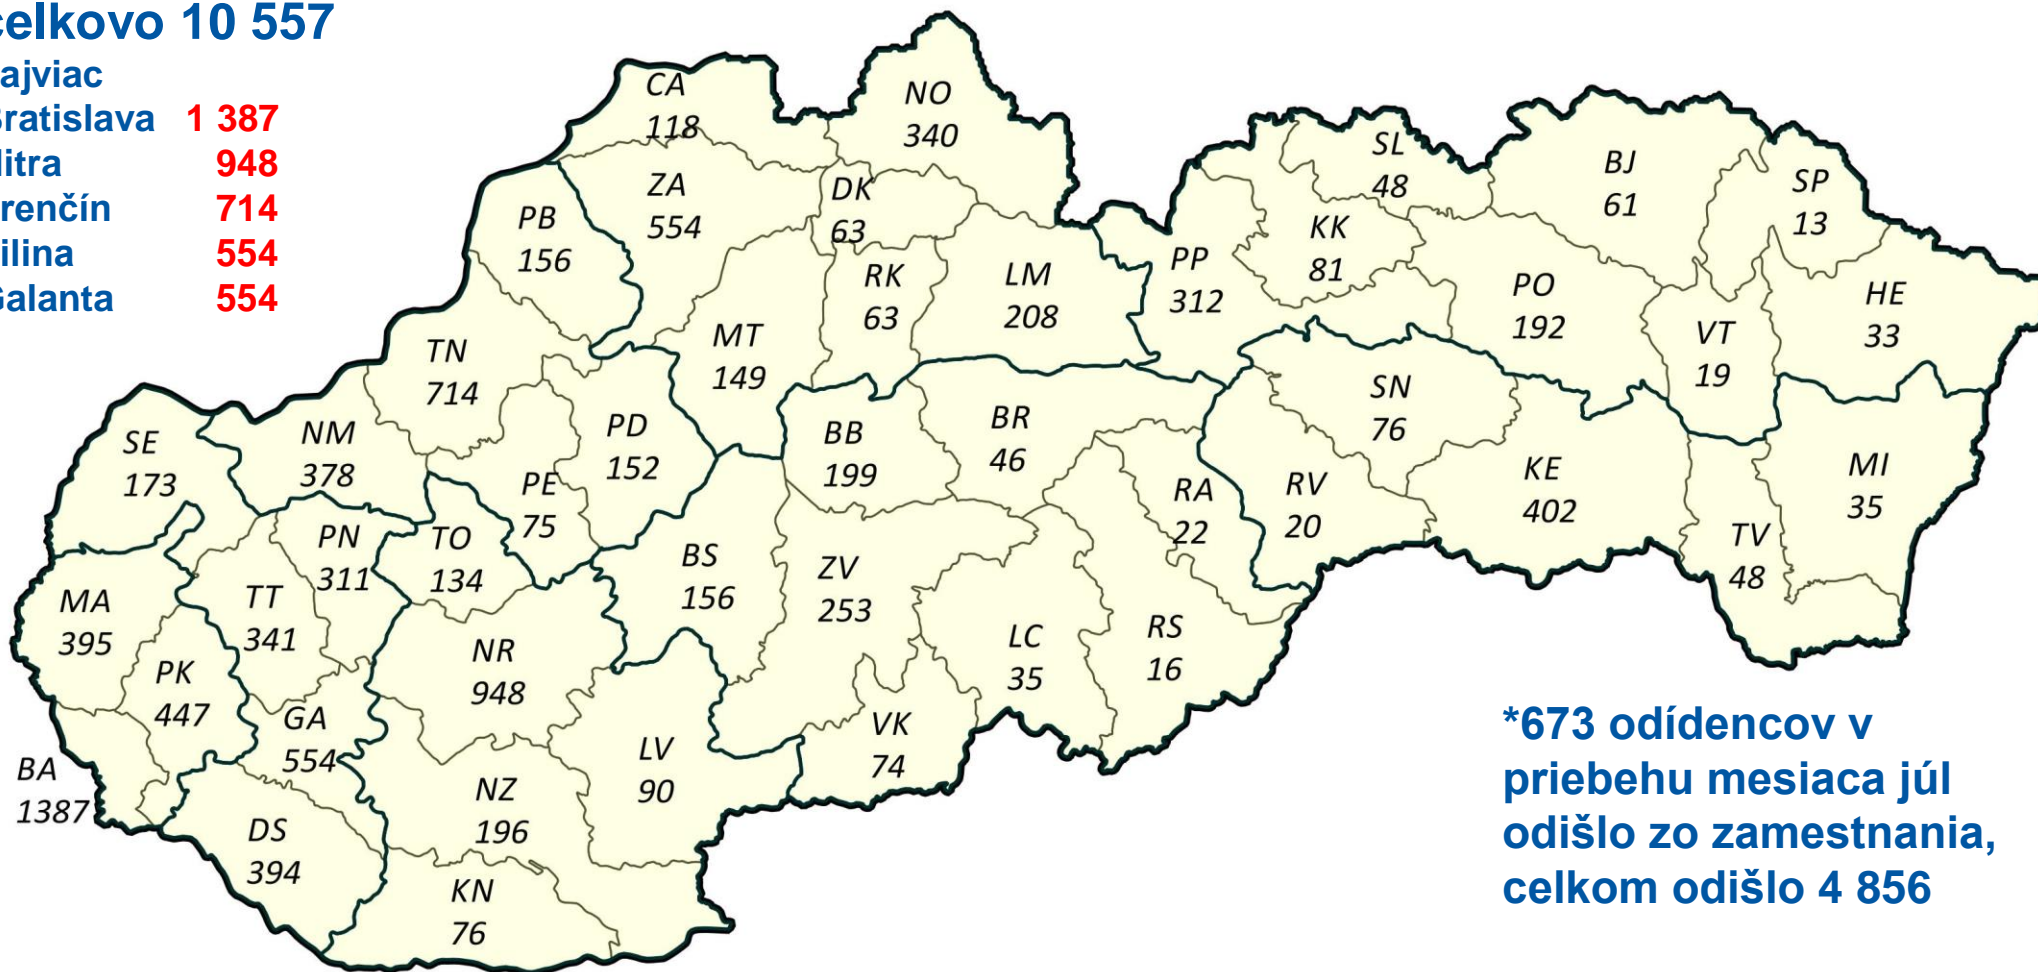 celkovo 10 557
ajviac
Bratislava 1 387
litra 948
renčín 714
ilina 554
Galanta 554
CA
118
NO
340
SL
48
BJ
61
SP
13
ZA
554
DK
63
PB
156
KK
81
PP
312
RK
63
LM
208
PO
192
HE
33
VT
19
MT
149
TN
714
SN
76
SE
173
NM
378
PD
152
BB
199
BR
46
KE
402
MI
35
PE
75
RA
22
RV
20
TV
48
PN
311
TO
134
BS
156
ZV
253
MA
395
TT
341
LC
35
RS
16
NR
948
PK
447
GA
554
VK
74
LV
90
BA
1387
NZ
196
DS
394
KN
76
*673 odídencov v
priebehu mesiaca júl
odišlo zo zamestnania,
celkom odišlo 4 856